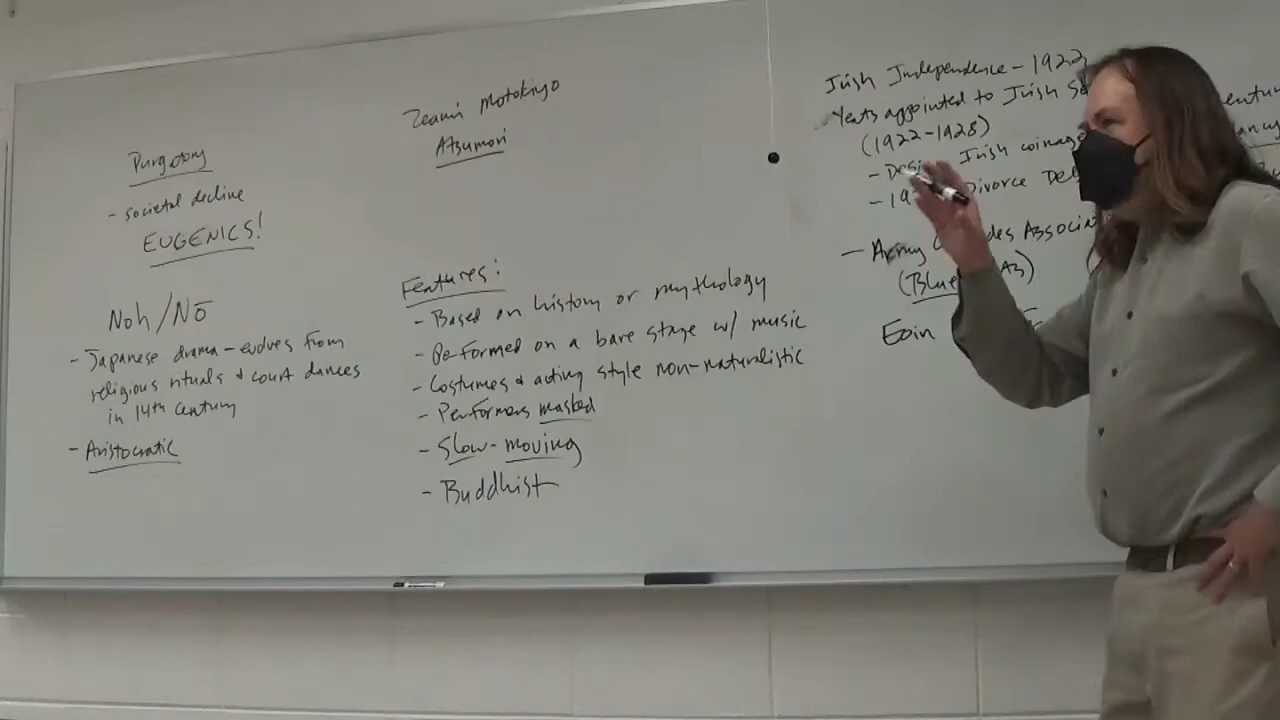 Purgatory
- societal decline
EUGENICS!
Noh/Nō
- Japanese drama - evolves from
religious rituals & court dances
in 14th century
- Aristocratic
Zeami Motokiyo
Atsumori
Features:
- Based on history or mythology
- Performed on a bare stage w/ music
- Costumes & acting style non-naturalistic
- Performers masked
- Slow-moving
- Buddhist
Irish Independence - 1922
Yeats appointed to Irish
(1922-1928)
- Irish coinage
- Divorce
- Army
Eoin